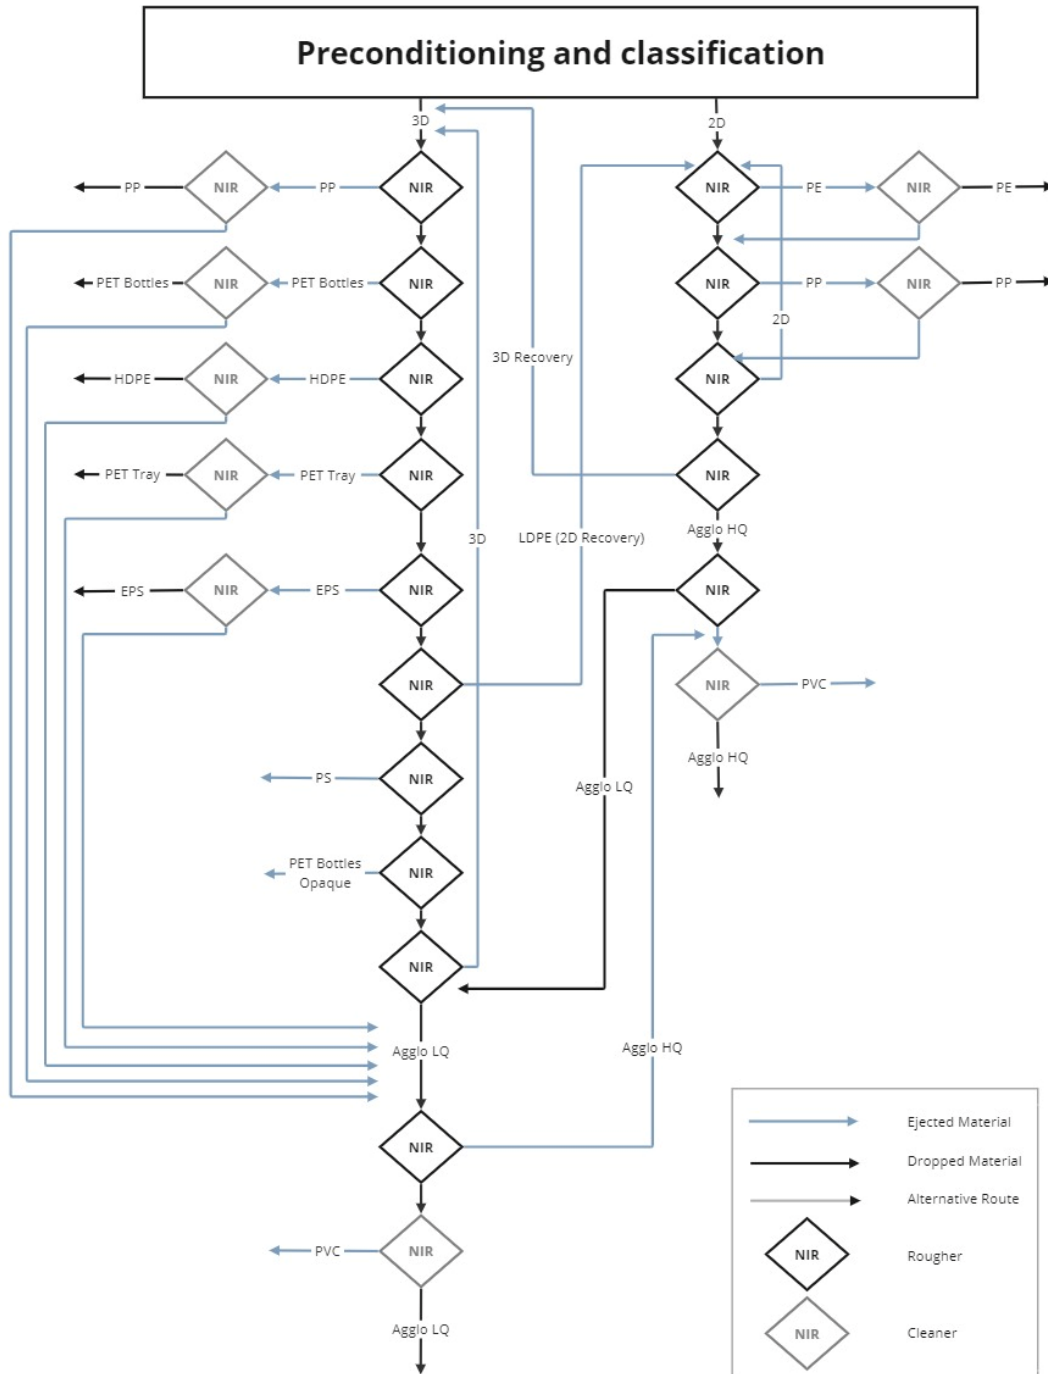 Preconditioning and classification
3D
2D
PP
NIR
PP
NIR
NIR
PE
NIR
PE
PET Bottles
NIR
PET Bottles
NIR
NIR
PP
NIR
PP
2D
3D Recovery
HDPE
NIR
HDPE
NIR
NIR
PET Tray
NIR
PET Tray
NIR
NIR
Agglo HQ
3D
LDPE (2D Recovery)
EPS
NIR
EPS
NIR
NIR
NIR
NIR
PVC
Agglo HQ
PS
NIR
Agglo LQ
PET Bottles
Opaque
NIR
NIR
Agglo LQ
Agglo HQ
NIR
PVC
NIR
Agglo LQ
Ejected Material
Dropped Material
Alternative Route
NIR
Rougher
NIR
Cleaner